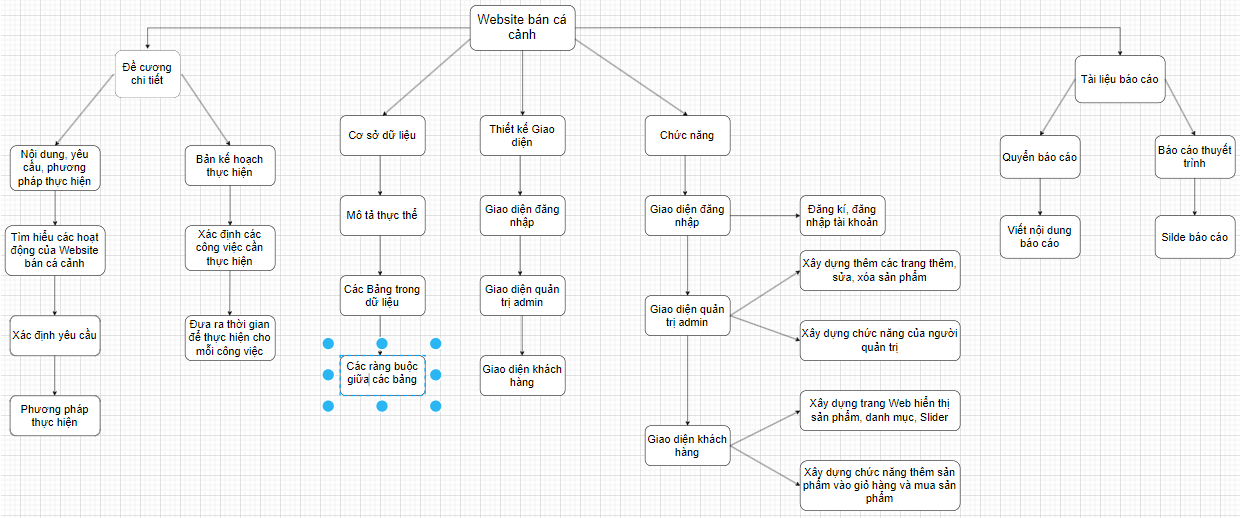 Website bán cá
cảnh
Đề cương
chi tiết
Nội dung, yêu
cầu, phương
pháp thực hiện
Tìm hiểu các hoạt
động của Website
bán cá cảnh
Xác định yêu cầu
Phương pháp
thực hiện
Bản kế hoạch
thực hiện
Xác định các
công việc cần
thực hiện
Đưa ra thời gian
để thực hiện cho
mỗi công việc
Cơ sở dữ liệu
Mô tả thực thể
Các Bảng trong
dữ liệu
Các ràng buộc
giữa các bảng
Thiết kế Giao
diện
Giao diện đăng
nhập
Giao diện quản
trị admin
Giao diện khách
hàng
Chức năng
Giao diện đăng
nhập
Đăng kí, đăng
nhập tài khoản
Giao diện quản
trị admin
Xây dựng thêm các trang thêm,
sửa, xóa sản phẩm
Xây dựng chức năng của người
quản trị
Giao diện khách
hàng
Xây dựng trang Web hiển thị
sản phẩm, danh mục, Slider
Xây dựng chức năng thêm sản
phẩm vào giỏ hàng và mua sản
phẩm
Tài liệu báo cáo
Quyển báo cáo
Viết nội dung
báo cáo
Báo cáo thuyết
trình
Silde báo cáo